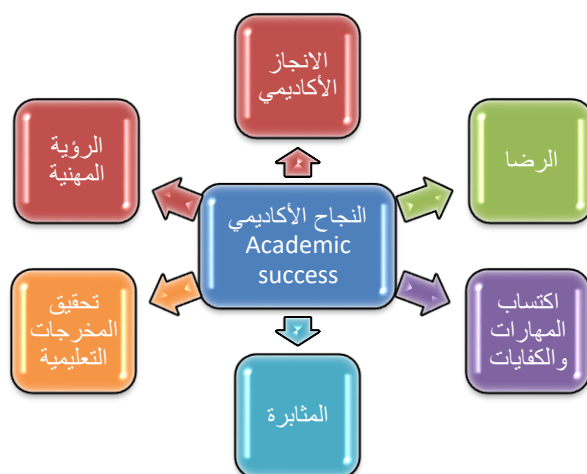 الانجاز
الأكاديمي
الرضا
الرؤية
المهنية
النجاح الأكاديمي
Academic
success
اكتساب
المهارات
والكفايات
تحقيق
المخرجات
التعليمية
المثابرة